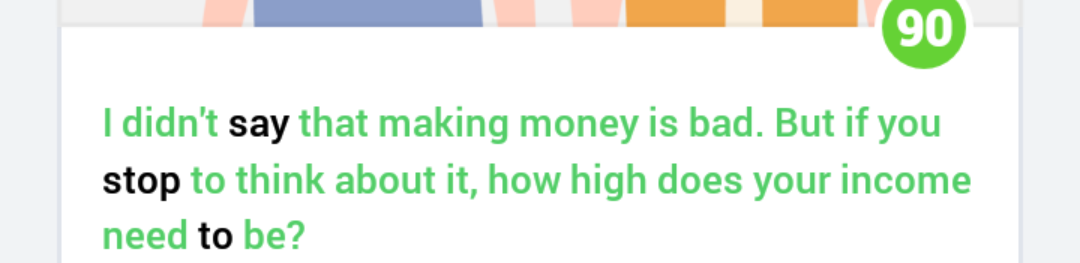 90
I didn't say that making money is bad. But if you
stop to think about it, how high does your income
need to be?